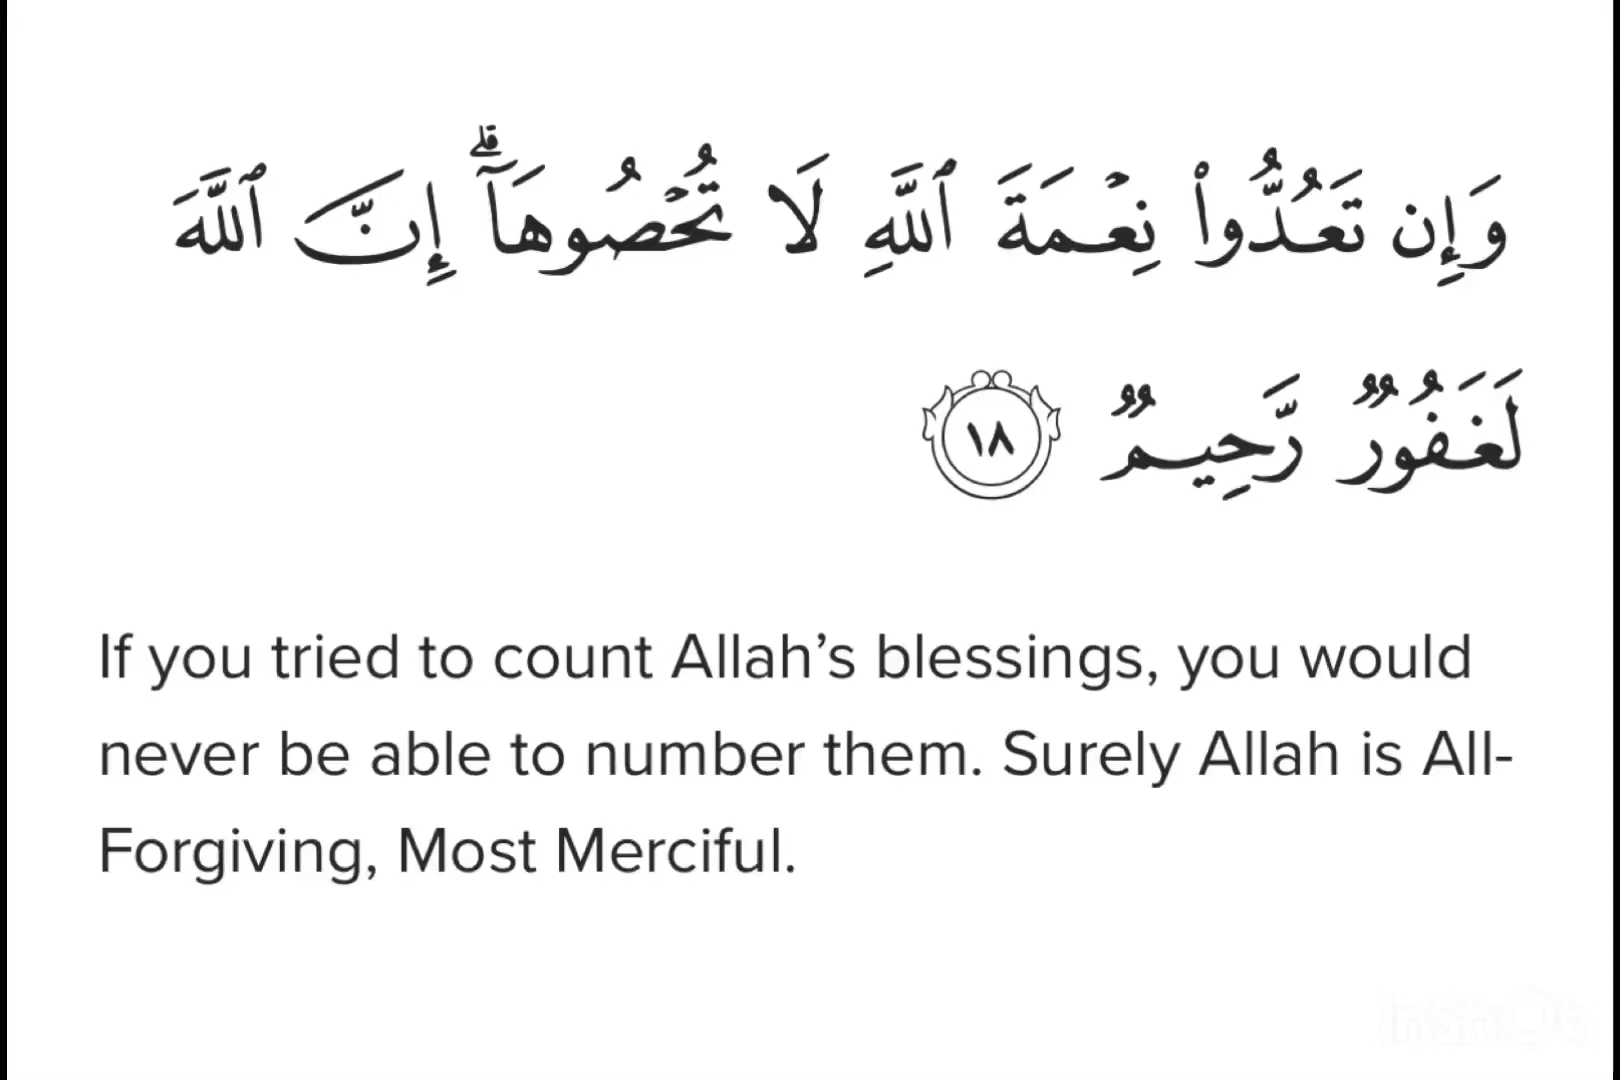 وَإِن تَعُدُّوا۟ نِعْمَةَ ٱللَّهِ لَا تُحْصُوهَآ ۗ إِنَّ ٱللَّهَ
لَغَفُورٌ رَّحِيمٌ ١٨
If you tried to count Allah’s blessings, you would
never be able to number them. Surely Allah is All-
Forgiving, Most Merciful.
InShOt